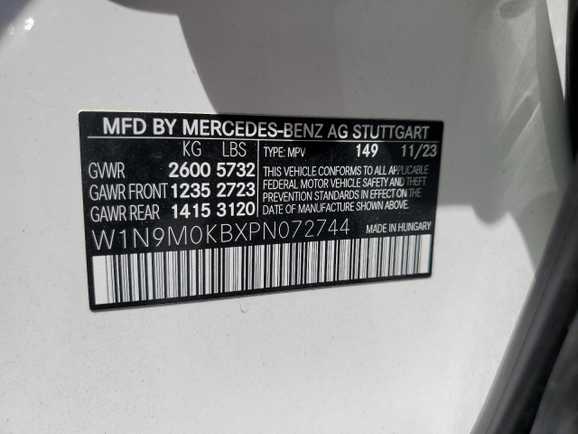 MFD BY MERCEDES-BENZ AG STUTTGART
KG LBS TYPE: MPV 149 11/23
GVWR 2600 5732
GAWR FRONT 1235 2723
GAWR REAR 1415 3120
THIS VEHICLE CONFORMS TO ALL APPLICABLE
FEDERAL MOTOR VEHICLE SAFETY AND THEFT
PREVENTION STANDARDS IN EFFECT ON THE
DATE OF MANUFACTURE SHOWN ABOVE.
MADE IN HUNGARY
W1N9M0KBXPN072744